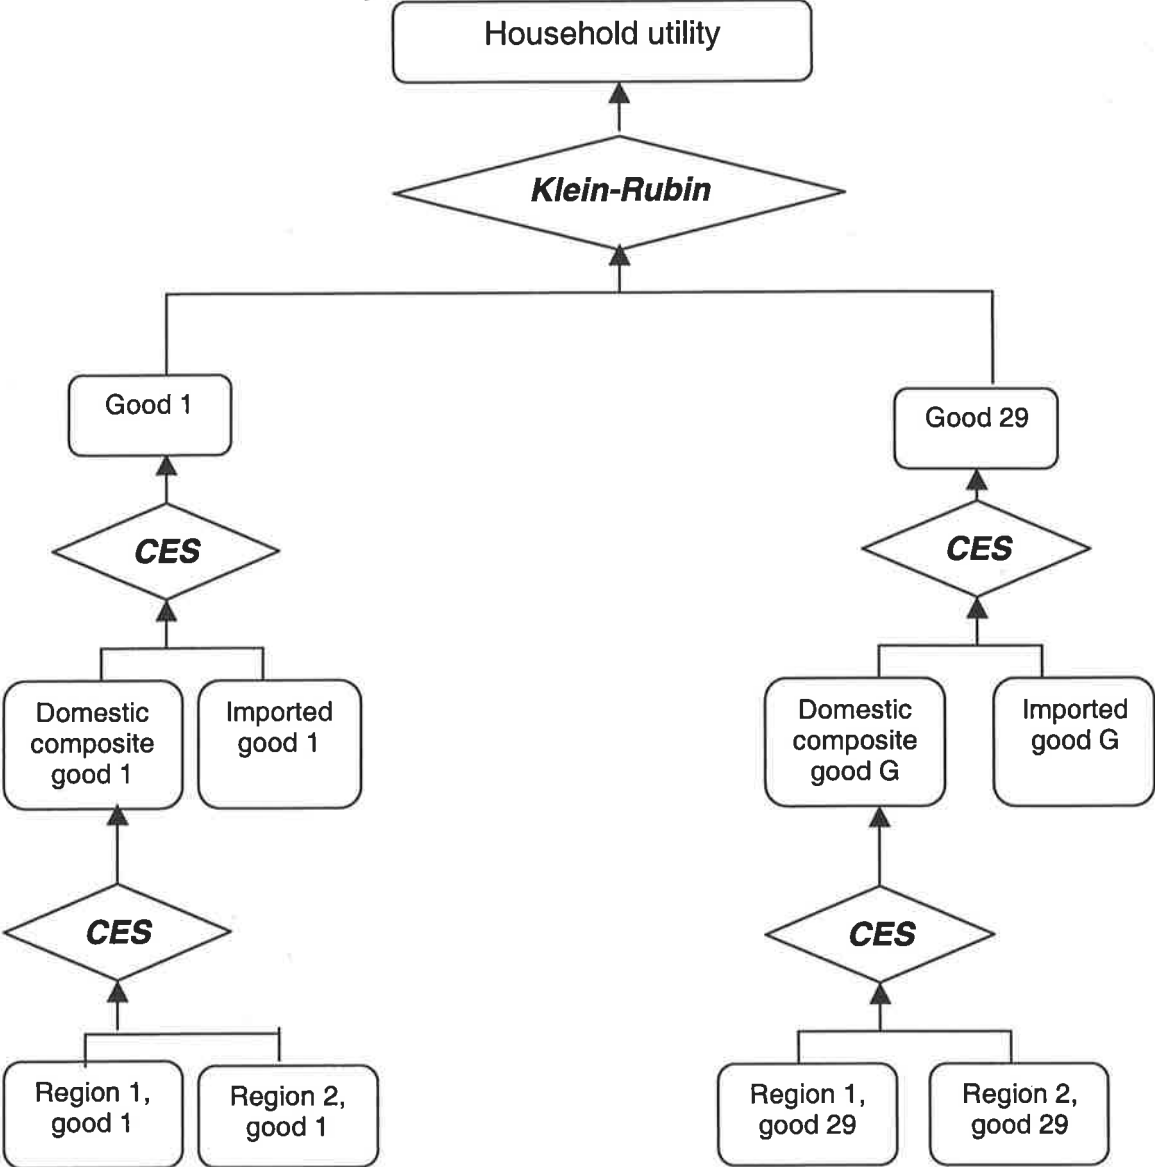 Household utility
Klein-Rubin
Good 1
Good 29
CES
CES
Domestic
composite
good 1
Imported
good 1
Domestic
composite
good G
Imported
good G
CES
CES
Region 1,
good 1
Region 2,
good 1
Region 1,
good 29
Region 2,
good 29